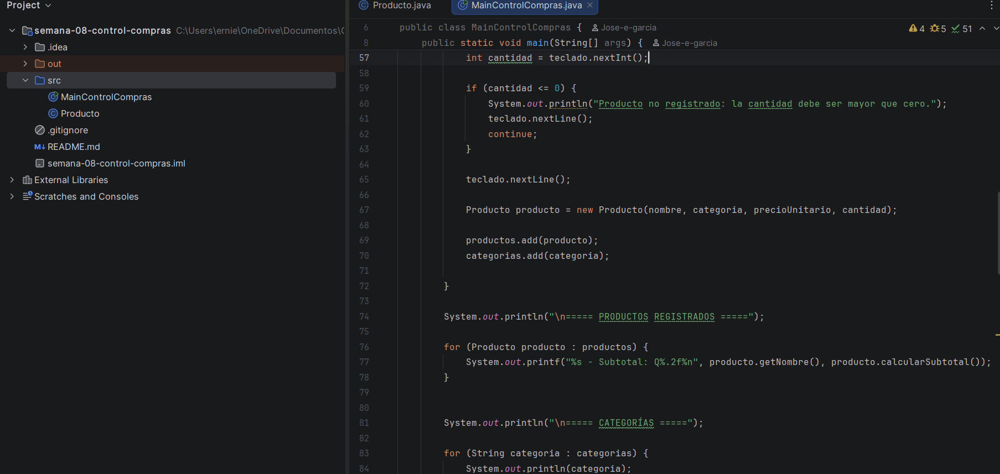 Project
semana-08-control-compras C:\Users\ernie\OneDrive\Documentos\
.idea
out
src
MainControlCompras
Producto
.gitignore
M↓ README.md
semana-08-control-compras.iml
External Libraries
Scratches and Consoles
Producto.java
MainControlCompras.java
4 5 51
6 public class MainControlCompras { Jose-e-garcia
8 public static void main(String[] args) { Jose-e-garcia
57 int cantidad = teclado.nextInt();
58
59 if (cantidad <= 0) {
60 System.out.println("Producto no registrado: la cantidad debe ser mayor que cero.");
61 teclado.nextLine();
62 continue;
63 }
64
65 teclado.nextLine();
66
67 Producto producto = new Producto(nombre, categoria, precioUnitario, cantidad);
68
69 productos.add(producto);
70 categorias.add(categoria);
71
72 }
73
74 System.out.println("\n===== PRODUCTOS REGISTRADOS =====");
75
76 for (Producto producto : productos) {
77 System.out.printf("%s - Subtotal: Q%.2f%n", producto.getNombre(), producto.calcularSubtotal());
78 }
79
80
81 System.out.println("\n===== CATEGORÍAS =====");
82
83 for (String categoria : categorias) {
84 System.out.println(categoria);